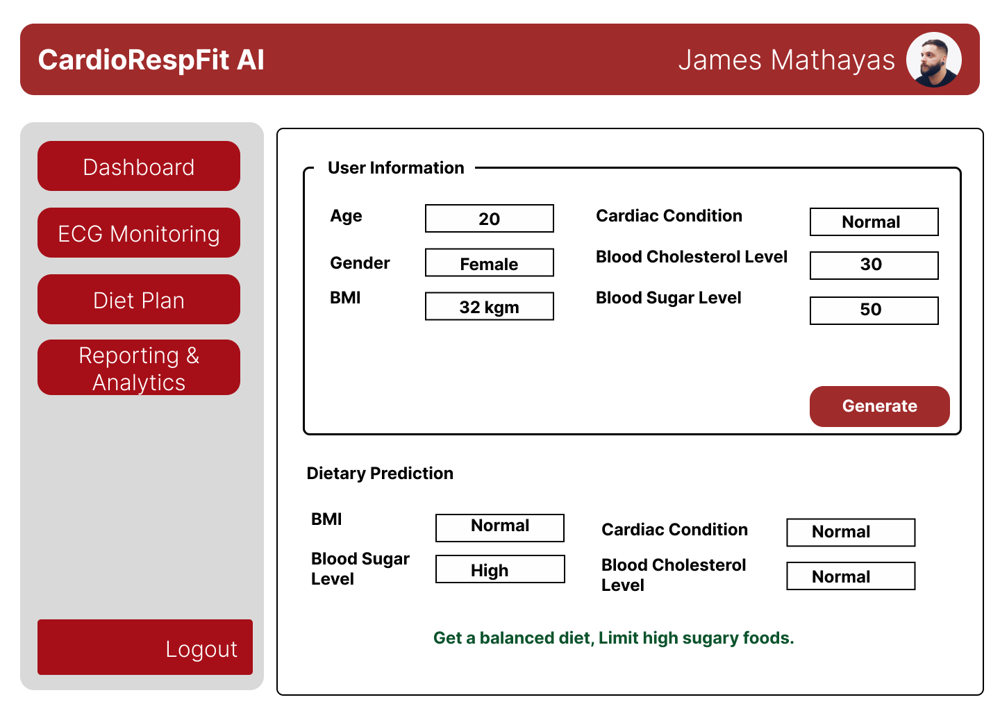 CardioRespFit AI
James Mathayas
Dashboard
ECG Monitoring
Diet Plan
Reporting &
Analytics
Logout
User Information
Age
20
Cardiac Condition
Normal
Gender
Female
Blood Cholesterol Level
30
BMI
32 kgm
Blood Sugar Level
50
Generate
Dietary Prediction
BMI
Normal
Cardiac Condition
Normal
Blood Sugar
Level
High
Blood Cholesterol
Level
Normal
Get a balanced diet, Limit high sugary foods.